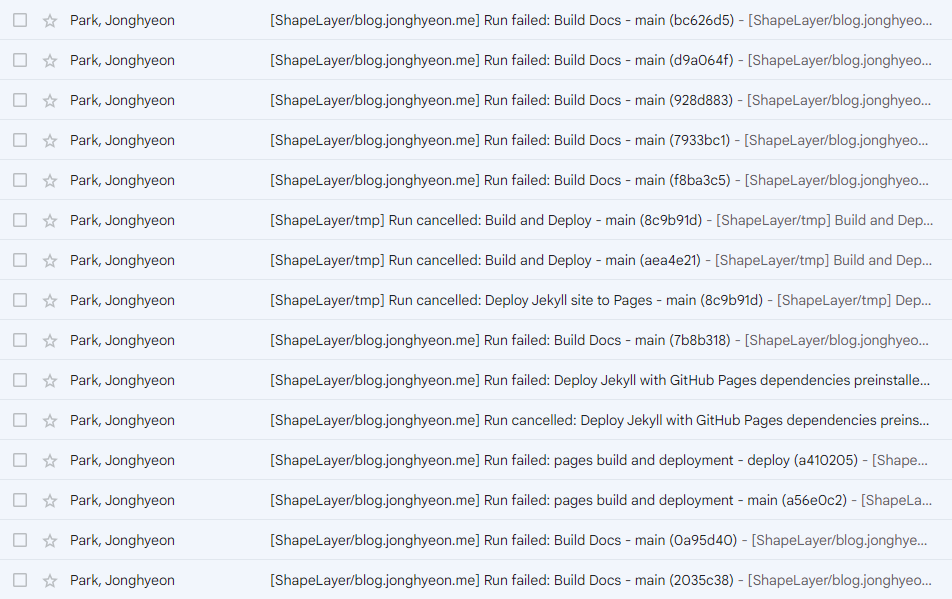 Park, Jonghyeon [ShapeLayer/blog.jonghyeon.me] Run failed: Build Docs - main (bc626d5) - [ShapeLayer/blog.jonghyeo...
Park, Jonghyeon [ShapeLayer/blog.jonghyeon.me] Run failed: Build Docs - main (d9a064f) - [ShapeLayer/blog.jonghyeo...
Park, Jonghyeon [ShapeLayer/blog.jonghyeon.me] Run failed: Build Docs - main (928d883) - [ShapeLayer/blog.jonghyeo...
Park, Jonghyeon [ShapeLayer/blog.jonghyeon.me] Run failed: Build Docs - main (7933bc1) - [ShapeLayer/blog.jonghyeo...
Park, Jonghyeon [ShapeLayer/blog.jonghyeon.me] Run failed: Build Docs - main (f8ba3c5) - [ShapeLayer/blog.jonghyeo...
Park, Jonghyeon [ShapeLayer/tmp] Run cancelled: Build and Deploy - main (8c9b91d) - [ShapeLayer/tmp] Build and Dep...
Park, Jonghyeon [ShapeLayer/tmp] Run cancelled: Build and Deploy - main (aea4e21) - [ShapeLayer/tmp] Build and Dep...
Park, Jonghyeon [ShapeLayer/tmp] Run cancelled: Deploy Jekyll site to Pages - main (8c9b91d) - [ShapeLayer/tmp] Dep...
Park, Jonghyeon [ShapeLayer/blog.jonghyeon.me] Run failed: Build Docs - main (7b8b318) - [ShapeLayer/blog.jonghyeo...
Park, Jonghyeon [ShapeLayer/blog.jonghyeon.me] Run failed: Deploy Jekyll with GitHub Pages dependencies preinstalle...
Park, Jonghyeon [ShapeLayer/blog.jonghyeon.me] Run cancelled: Deploy Jekyll with GitHub Pages dependencies preins...
Park, Jonghyeon [ShapeLayer/blog.jonghyeon.me] Run failed: pages build and deployment - deploy (a410205) - [Shape...
Park, Jonghyeon [ShapeLayer/blog.jonghyeon.me] Run failed: pages build and deployment - main (a56e0c2) - [ShapeLa...
Park, Jonghyeon [ShapeLayer/blog.jonghyeon.me] Run failed: Build Docs - main (0a95d40) - [ShapeLayer/blog.jonghye...
Park, Jonghyeon [ShapeLayer/blog.jonghyeon.me] Run failed: Build Docs - main (2035c38) - [ShapeLayer/blog.jonghyeo...